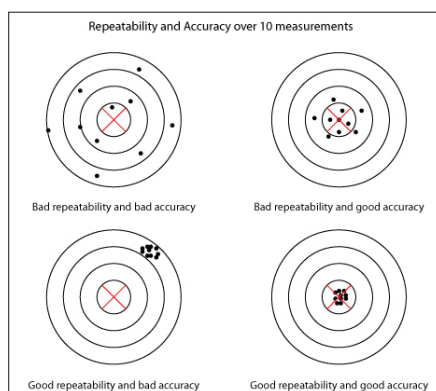 Repeatability and Accuracy over 10 measurements
Bad repeatability and bad accuracy
Bad repeatability and good accuracy
Good repeatability and bad accuracy
Good repeatability and good accuracy